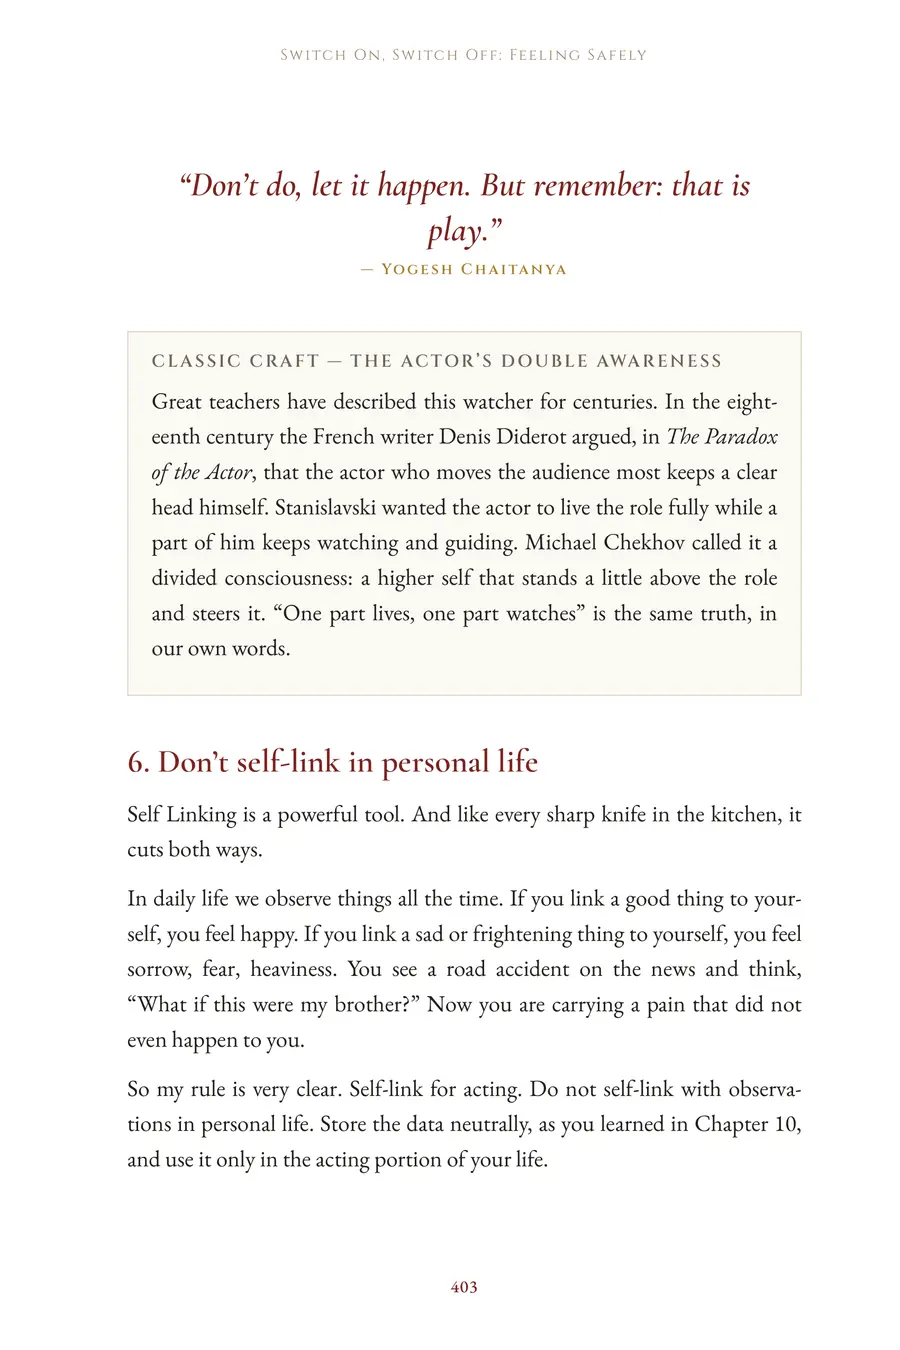 Switch On, Switch Off: Feeling Safely
“Don’t do, let it happen. But remember: that is
play.”
— Yogesh Chaitanya
CLASSIC CRAFT — THE ACTOR’S DOUBLE AWARENESS
Great teachers have described this watcher for centuries. In the eight-
eenth century the French writer Denis Diderot argued, in The Paradox
of the Actor, that the actor who moves the audience most keeps a clear
head himself. Stanislavski wanted the actor to live the role fully while a
part of him keeps watching and guiding. Michael Chekhov called it a
divided consciousness: a higher self that stands a little above the role
and steers it. “One part lives, one part watches” is the same truth, in
our own words.
6. Don’t self-link in personal life
Self Linking is a powerful tool. And like every sharp knife in the kitchen, it
cuts both ways.
In daily life we observe things all the time. If you link a good thing to your-
self, you feel happy. If you link a sad or frightening thing to yourself, you feel
sorrow, fear, heaviness. You see a road accident on the news and think,
“What if this were my brother?” Now you are carrying a pain that did not
even happen to you.
So my rule is very clear. Self-link for acting. Do not self-link with observa-
tions in personal life. Store the data neutrally, as you learned in Chapter 10,
and use it only in the acting portion of your life.
403